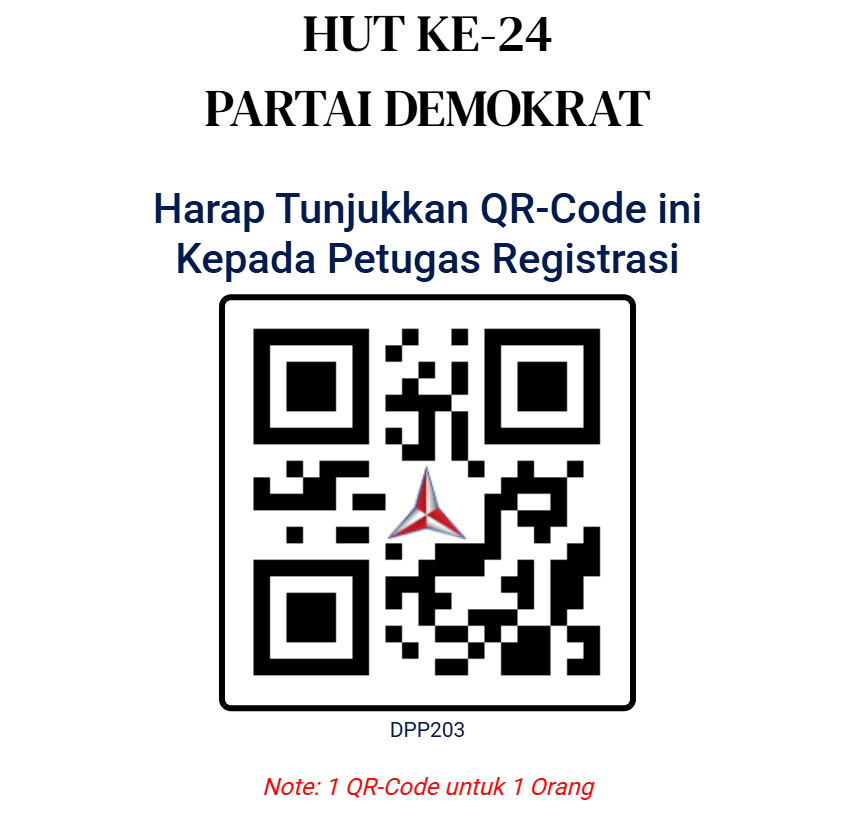 HUT KE-24
PARTAI DEMOKRAT
Harap Tunjukkan QR-Code ini
Kepada Petugas Registrasi
DPP203
Note: 1 QR-Code untuk 1 Orang